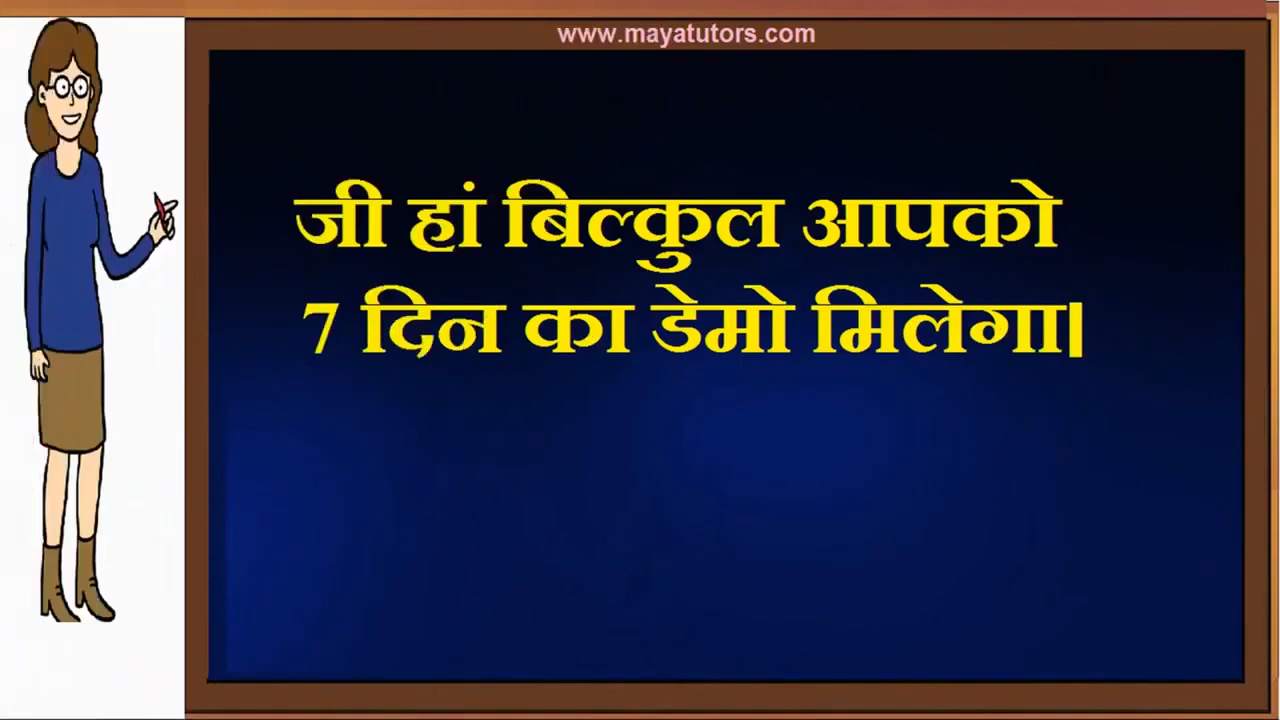 www.mayatutors.com
जी हां बिल्कुल आपको
7 दिन का डेमो मिलेगा।